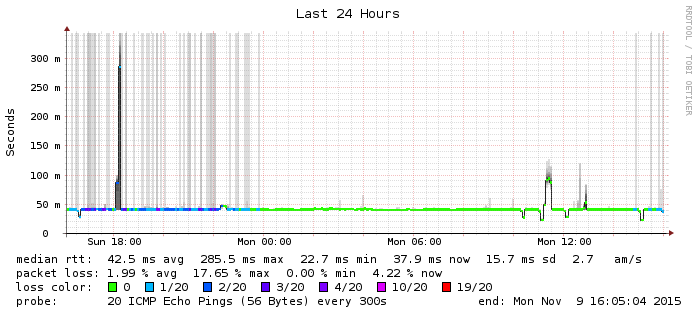 Last 24 Hours
RRDTOOL / TOBI OETIKER
Seconds
300 m
250 m
200 m
150 m
100 m
50 m
0
Sun 18:00 Mon 00:00 Mon 06:00 Mon 12:00
median rtt: 42.5 ms avg 285.5 ms max 22.7 ms min 37.9 ms now 15.7 ms sd 2.7 am/s
packet loss: 1.99 % avg 17.65 % max 0.00 % min 4.22 % now
loss color: 0 1/20 2/20 3/20 4/20 10/20 19/20
probe: 20 ICMP Echo Pings (56 Bytes) every 300s end: Mon Nov 9 16:05:04 2015